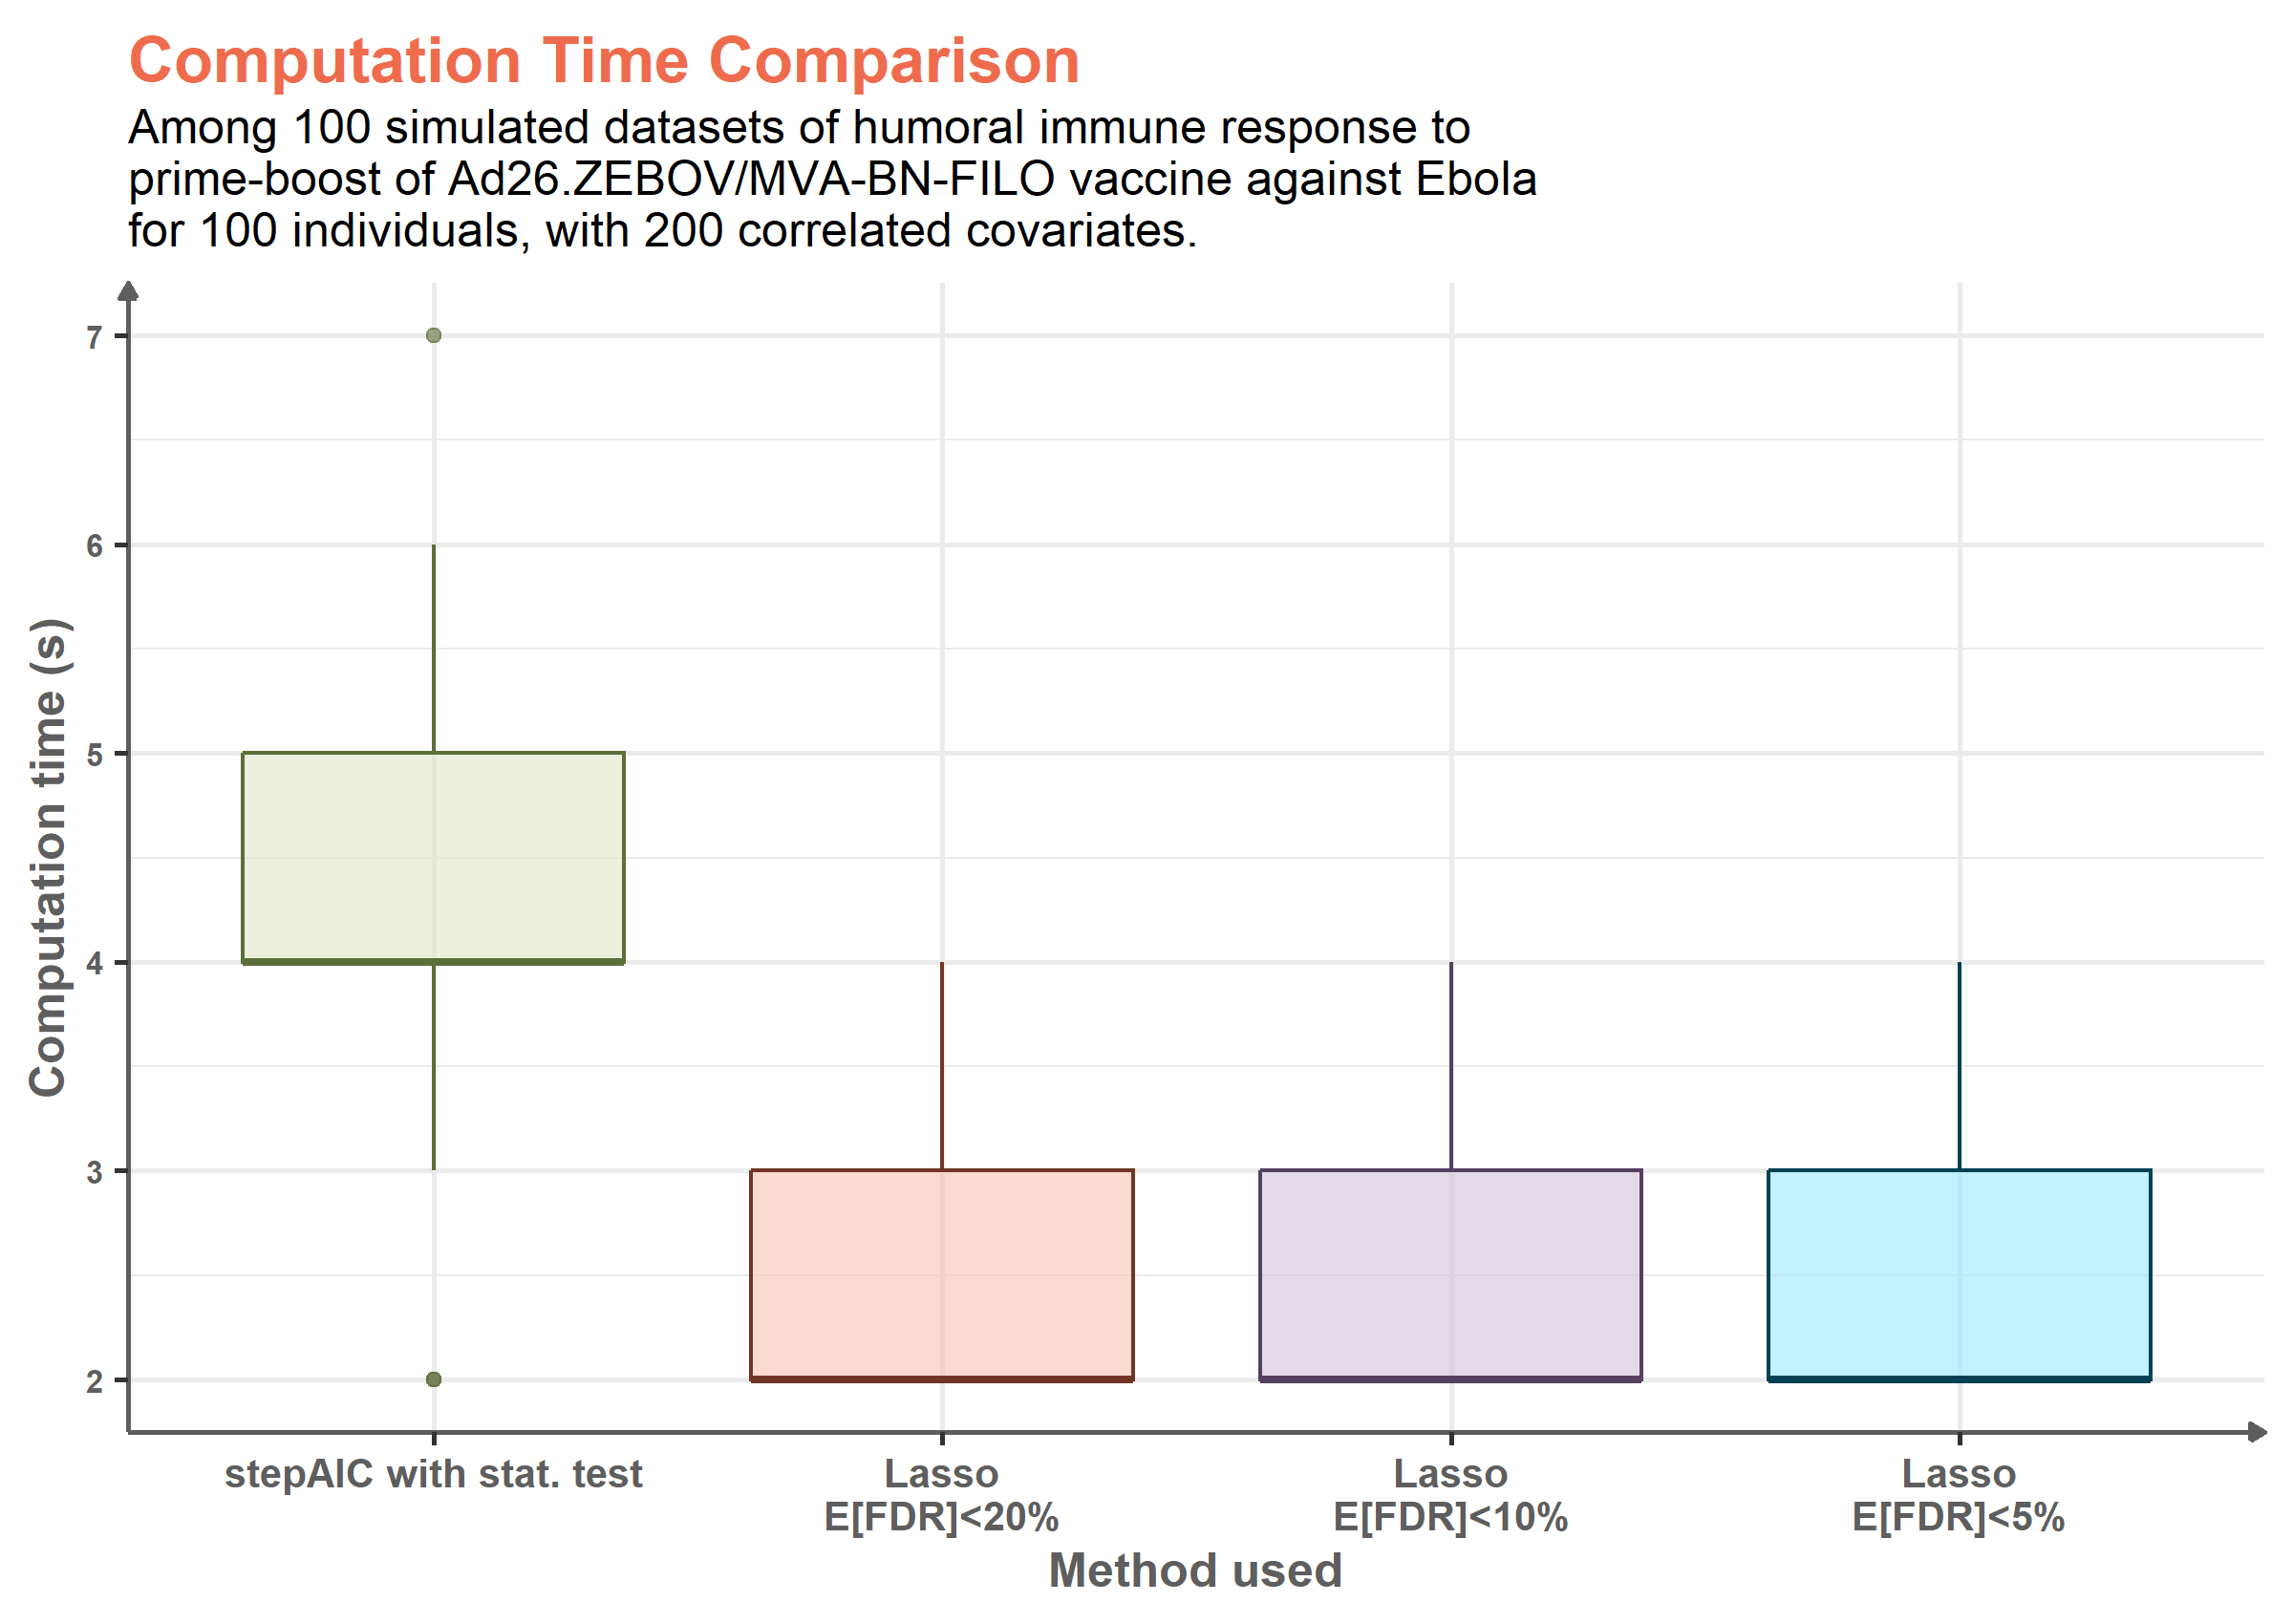 Computation Time Comparison
Among 100 simulated datasets of humoral immune response to
prime-boost of Ad26.ZEBOV/MVA-BN-FILO vaccine against Ebola
for 100 individuals, with 200 correlated covariates.
Computation time (s)
7
6
5
4
3
2
stepAIC with stat. test
Lasso
E[FDR]<20%
Lasso
E[FDR]<10%
Lasso
E[FDR]<5%
Method used